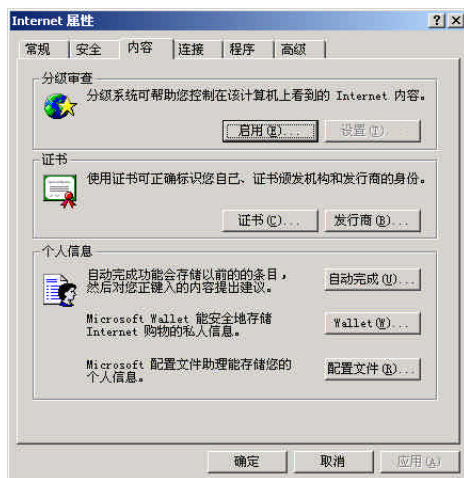 Internet 属性
常规 安全 内容 连接 程序 高级
分级审查
分级系统可帮助您控制在该计算机上看到的 Internet 内容。
启用(E)... 设置(T)
证书
使用证书可正确标识您自己、证书颁发机构和发行商的身份。
证书(C)... 发行商(B)...
个人信息
自动完成功能会存储以前的的条目，
然后对您正键入的内容提出建议。
自动完成(U)...
Microsoft Wallet 能安全地存储
Internet 购物的私人信息。
Wallet(W)...
Microsoft 配置文件助理能存储您的
个人信息。
配置文件(R)...
确定 取消 应用(A)